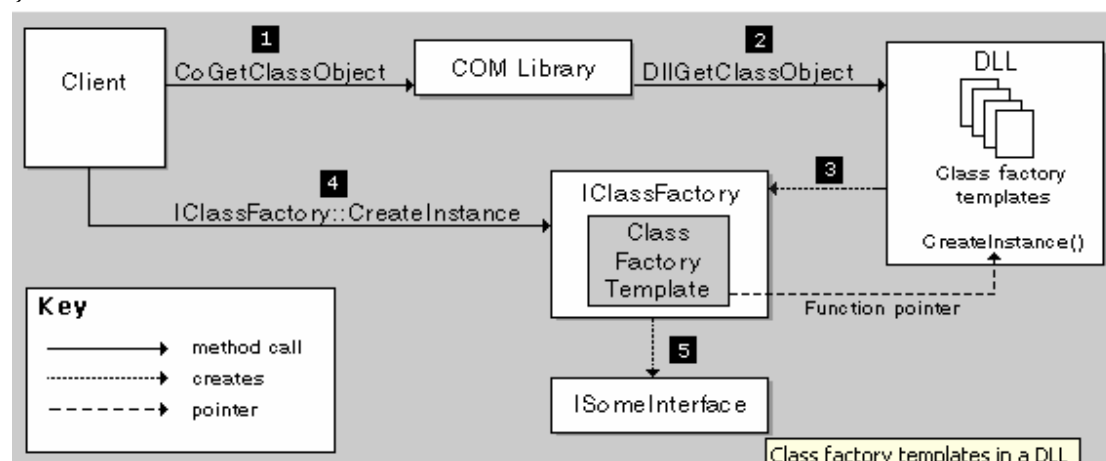 1
2
Client
CoGetClassObject
COM Library
DllGetClassObject
DLL
Class factory
templates
CreateInstance()
3
4
IClassFactory::CreateInstance
IClassFactory
Class
Factory
Template
Function pointer
Key
method call
creates
pointer
5
ISomeInterface
Class factory templates in a DLL